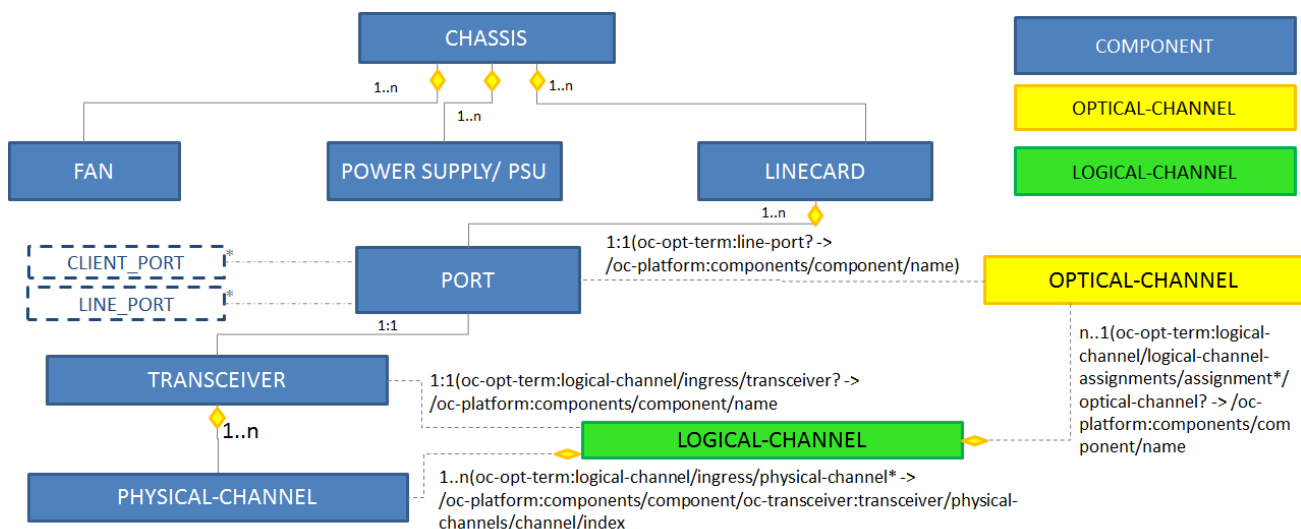 CHASSIS
COMPONENT
1..n
1..n
1..n
OPTICAL-CHANNEL
FAN
POWER SUPPLY/ PSU
LINECARD
LOGICAL-CHANNEL
1..n
CLIENT_PORT
*
LINE_PORT
*
PORT
1:1(oc-opt-term:line-port? ->
/oc-platform:components/component/name)
OPTICAL-CHANNEL
1:1
TRANSCEIVER
1:1(oc-opt-term:logical-channel/ingress/transceiver? ->
/oc-platform:components/component/name
n..1(oc-opt-term:logical-
channel/logical-channel-
assignments/assignment*/
optical-channel? -> /oc-
platform:components/com
ponent/name
1..n
LOGICAL-CHANNEL
PHYSICAL-CHANNEL
1..n(oc-opt-term:logical-channel/ingress/physical-channel* ->
/oc-platform:components/component/oc-transceiver:transceiver/physical-
channels/channel/index